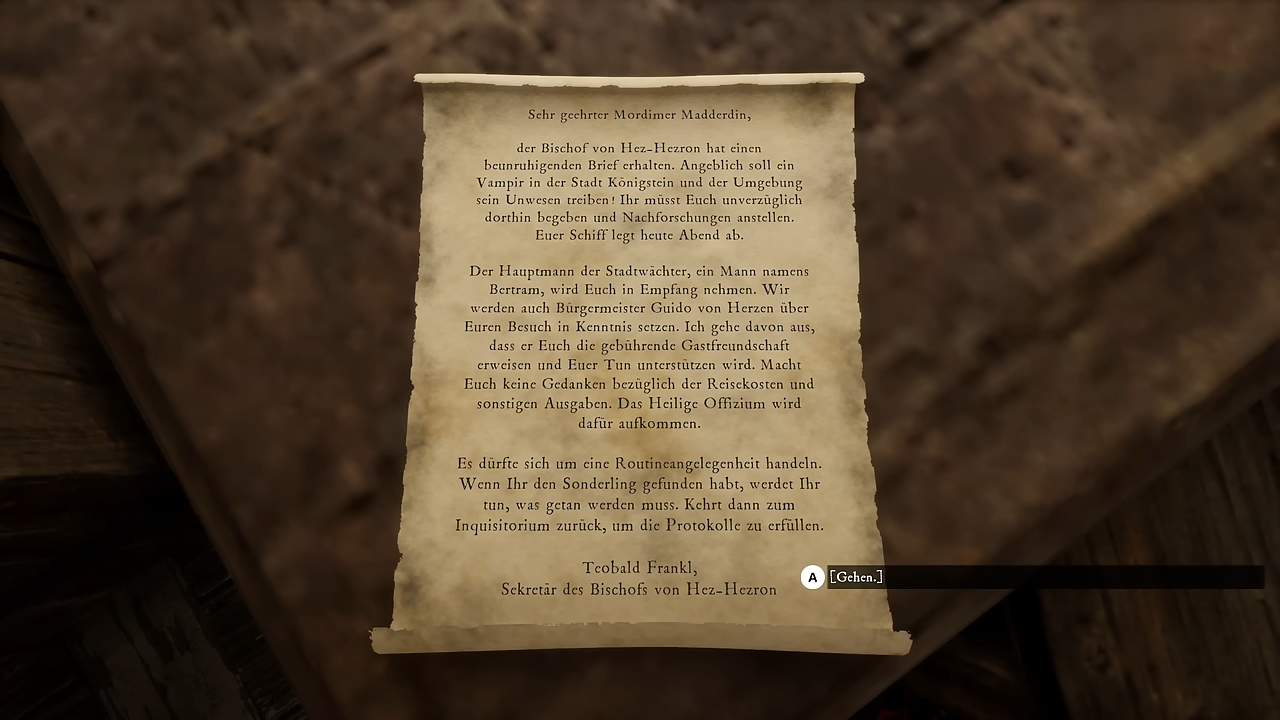 Sehr geehrter Mordimer Madderdin,
der Bischof von Hez-Hezron hat einen
beunruhigenden Brief erhalten. Angeblich soll ein
Vampir in der Stadt Königstein und der Umgebung
sein Unwesen treiben! Ihr müsst Euch unverzüglich
dorthin begeben und Nachforschungen anstellen.
Euer Schiff legt heute Abend ab.
Der Hauptmann der Stadtwächter, ein Mann namens
Bertram, wird Euch in Empfang nehmen. Wir
werden auch Bürgermeister Guido von Herzen über
Euren Besuch in Kenntnis setzen. Ich gehe davon aus,
dass er Euch die gebührende Gastfreundschaft
erweisen und Euer Tun unterstützen wird. Macht
Euch keine Gedanken bezüglich der Reisekosten und
sonstigen Ausgaben. Das Heilige Offizium wird
dafür aufkommen.
Es dürfte sich um eine Routineangelegenheit handeln.
Wenn Ihr den Sonderling gefunden habt, werdet Ihr
tun, was getan werden muss. Kehrt dann zum
Inquisitorium zurück, um die Protokolle zu erfüllen.
Teobald Frankl,
Sekretär des Bischofs von Hez-Hezron
A [Gehen.]